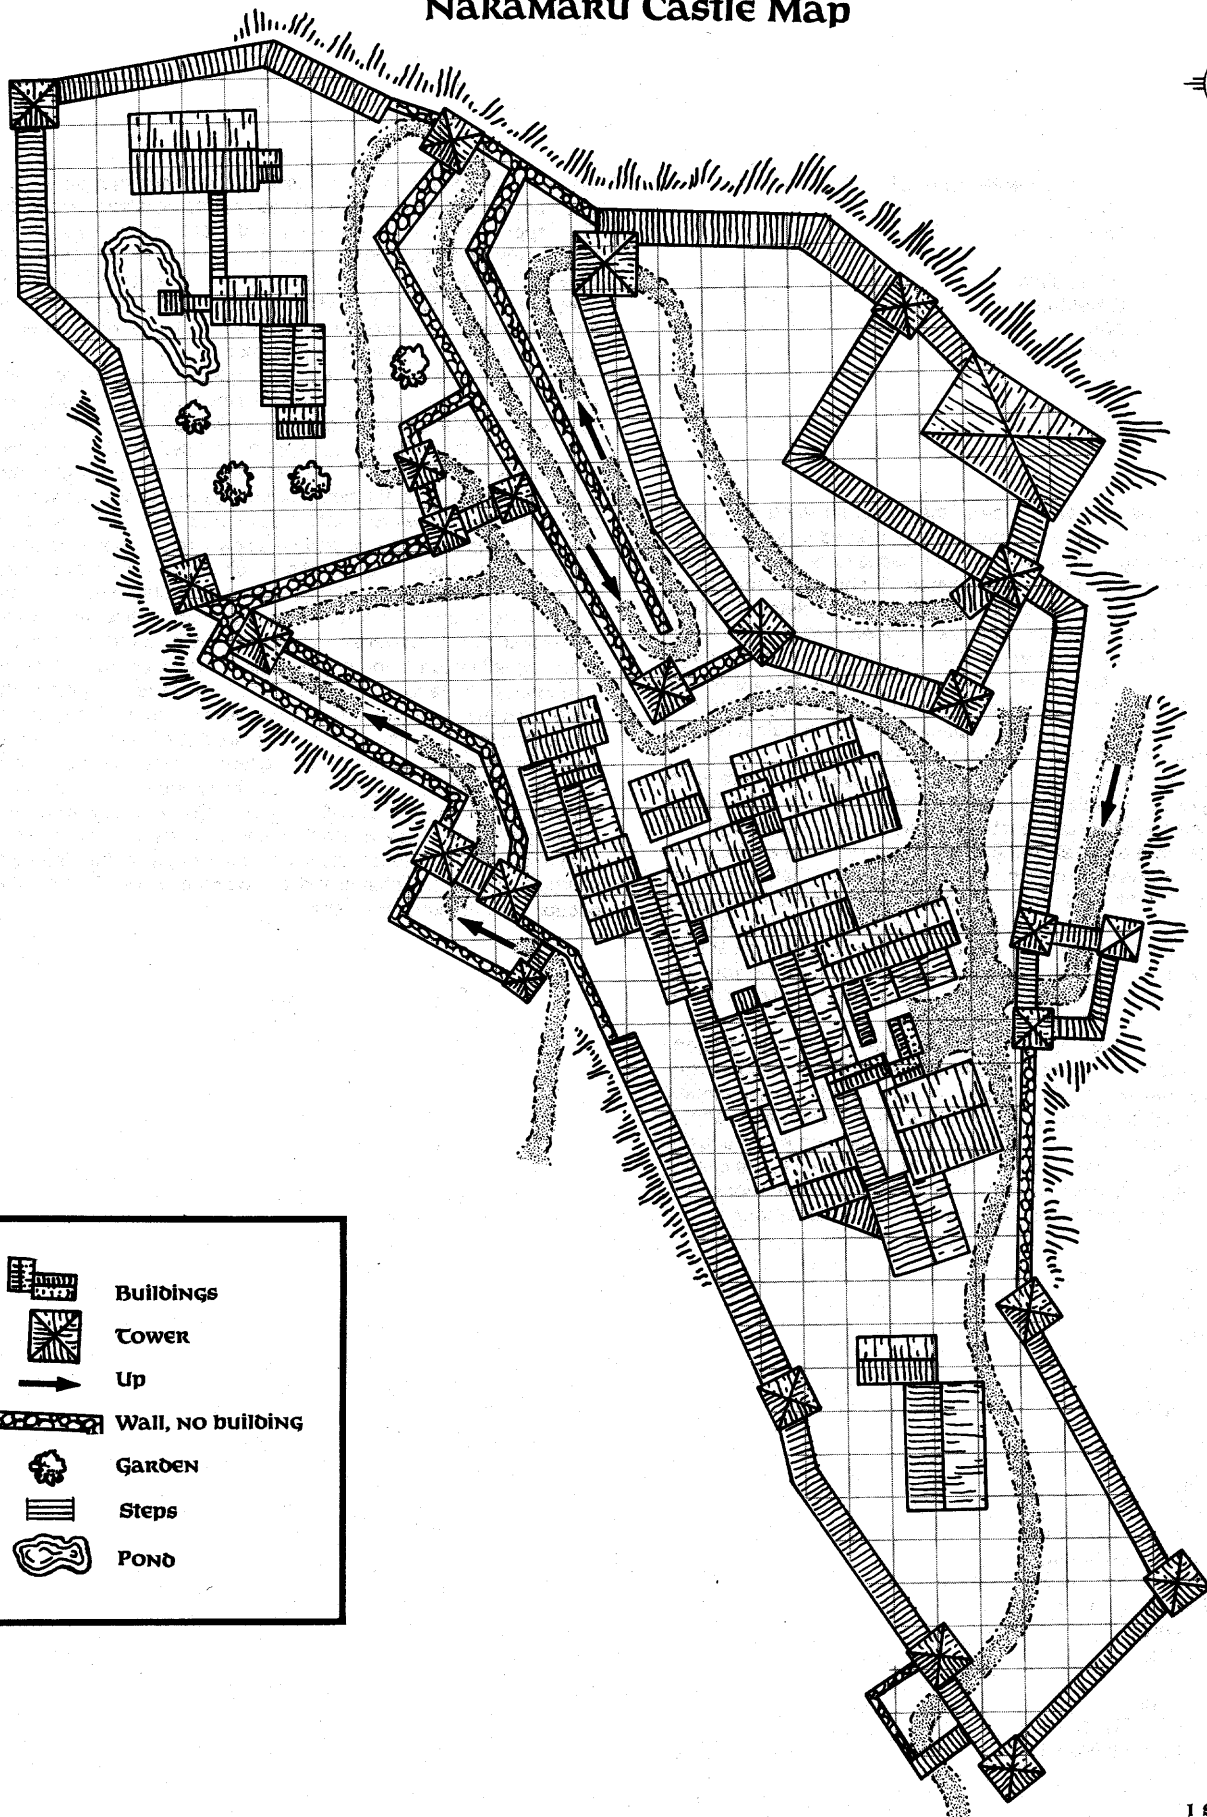 Nakamaru Castle Map
Buildings
Tower
Up
Wall, no building
Garden
Steps
Pond